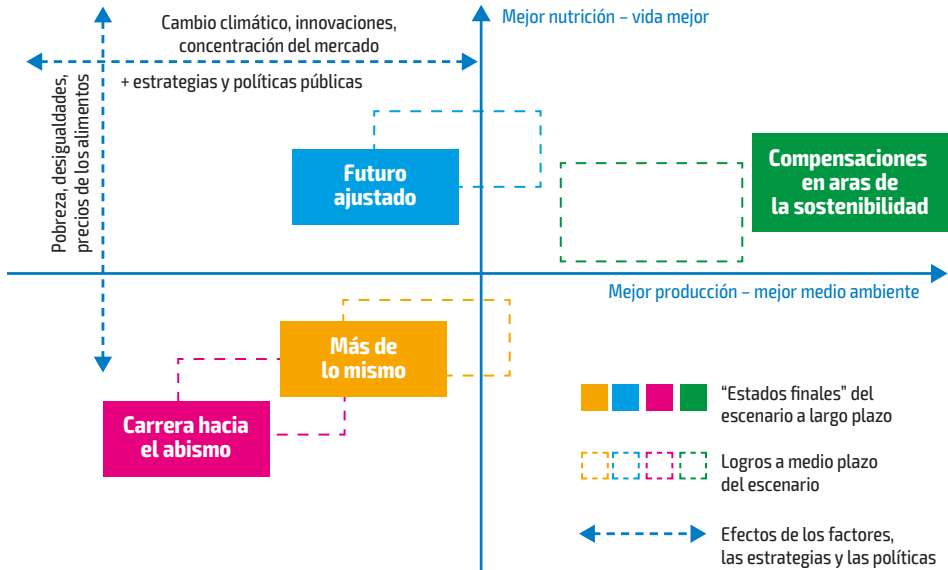 Cambio climático, innovaciones,
concentración del mercado
+ estrategias y políticas públicas
Pobreza, desigualdades,
precios de los alimentos
Mejor nutrición – vida mejor
Futuro
ajustado
Compensaciones
en aras de
la sostenibilidad
Mejor producción – mejor medio ambiente
Más de
lo mismo
Carrera hacia
el abismo
“Estados finales” del
escenario a largo plazo
Logros a medio plazo
del escenario
Efectos de los factores,
las estrategias y las políticas